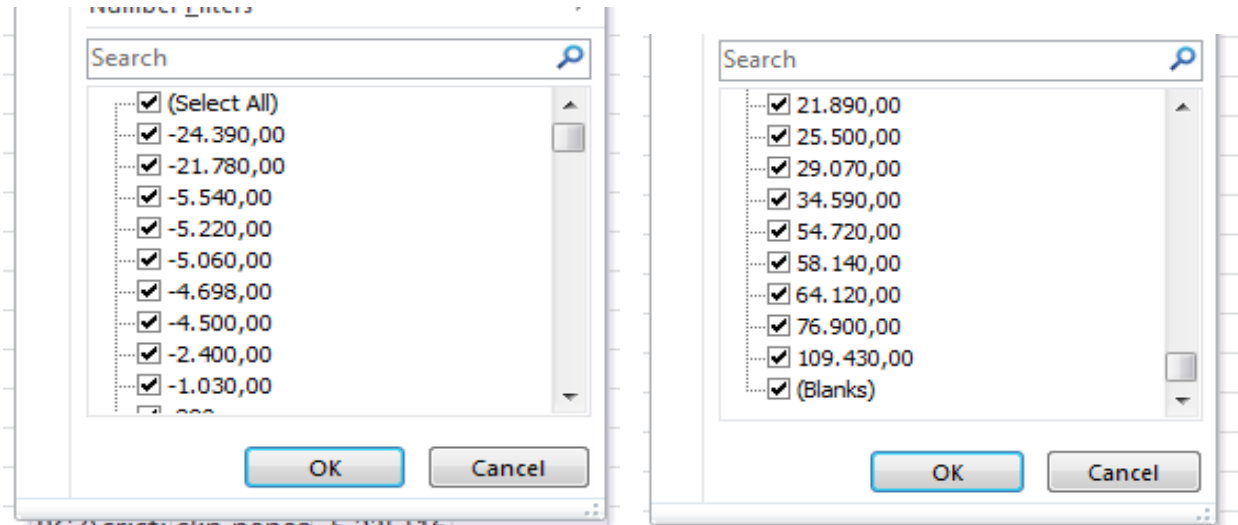 Number Filters
Search
(Select All)
-24.390,00
-21.780,00
-5.540,00
-5.220,00
-5.060,00
-4.698,00
-4.500,00
-2.400,00
-1.030,00
OK
Cancel
Search
21.890,00
25.500,00
29.070,00
34.590,00
54.720,00
58.140,00
64.120,00
76.900,00
109.430,00
(Blanks)
OK
Cancel